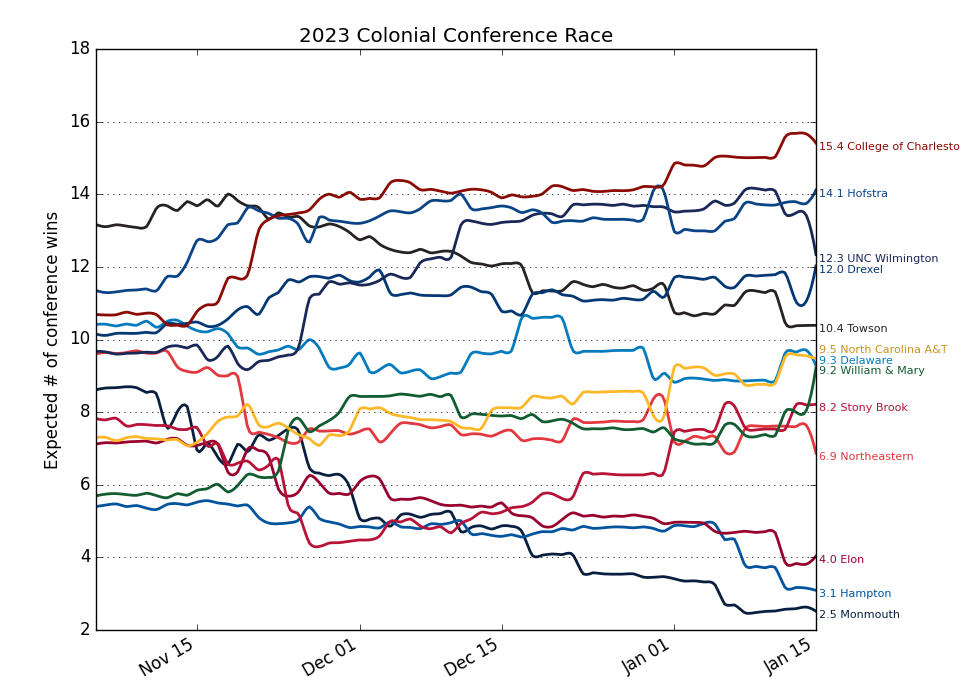 2023 Colonial Conference Race
Expected # of conference wins
18
16
14
12
10
8
6
4
2
Nov 15
Dec 01
Dec 15
Jan 01
Jan 15
15.4 College of Charlesto
14.1 Hofstra
12.3 UNC Wilmington
12.0 Drexel
10.4 Towson
9.5 North Carolina A&T
9.3 Delaware
9.2 William & Mary
8.2 Stony Brook
6.9 Northeastern
4.0 Elon
3.1 Hampton
2.5 Monmouth